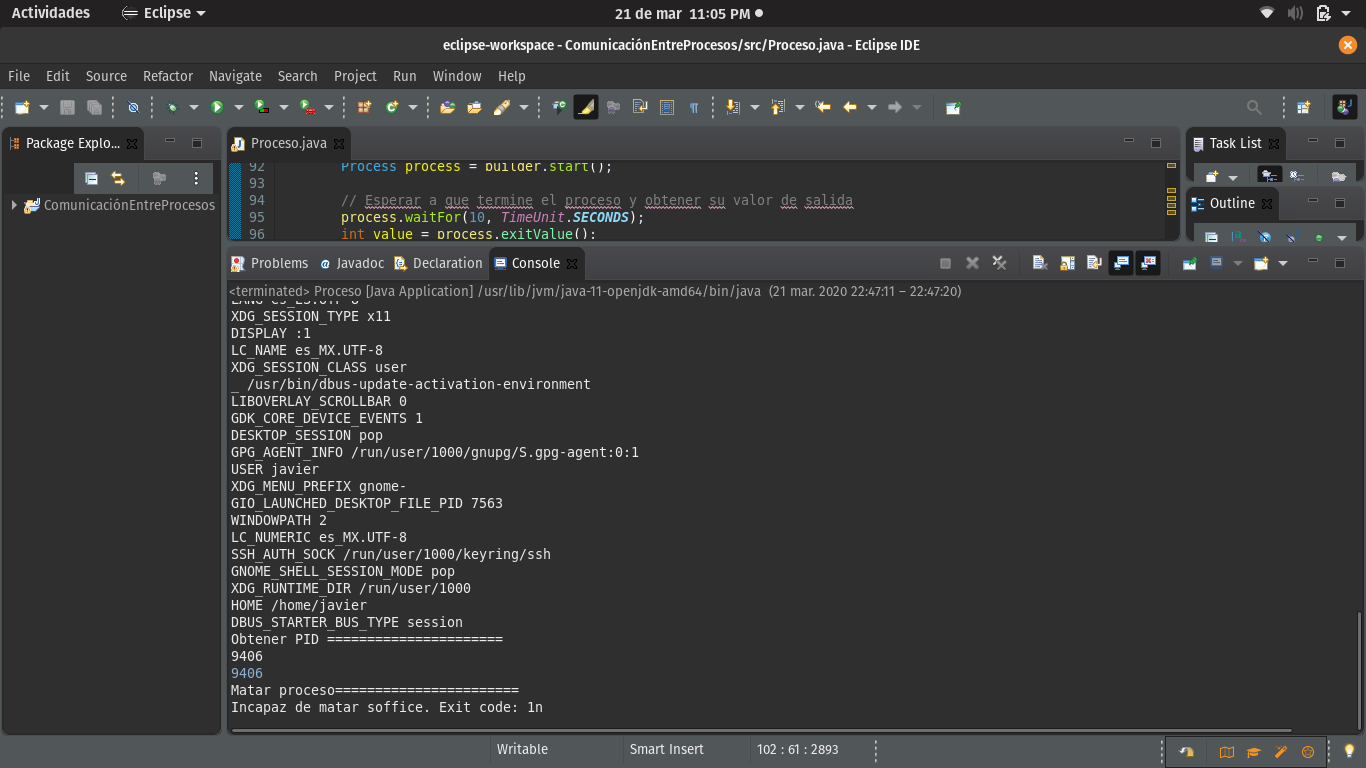 Actividades
Eclipse
21 de mar 11:05 PM
eclipse-workspace - ComunicaciónEntreProcesos/src/Proceso.java - Eclipse IDE
File Edit Source Refactor Navigate Search Project Run Window Help
Package Explo...
ComunicaciónEntreProcesos
Proceso.java
92 Process process = builder.start();
93
94 // Esperar a que termine el proceso y obtener su valor de salida
95 process.waitFor(10, TimeUnit.SECONDS);
96 int value = process.exitValue();
Task List
Outline
Problems Javadoc Declaration Console
<terminated> Proceso [Java Application] /usr/lib/jvm/java-11-openjdk-amd64/bin/java (21 mar. 2020 22:47:11 – 22:47:20)
LANG es_ES.UTF-8
XDG_SESSION_TYPE x11
DISPLAY :1
LC_NAME es_MX.UTF-8
XDG_SESSION_CLASS user
_ /usr/bin/dbus-update-activation-environment
LIBOVERLAY_SCROLLBAR 0
GDK_CORE_DEVICE_EVENTS 1
DESKTOP_SESSION pop
GPG_AGENT_INFO /run/user/1000/gnupg/S.gpg-agent:0:1
USER javier
XDG_MENU_PREFIX gnome-
GIO_LAUNCHED_DESKTOP_FILE_PID 7563
WINDOWPATH 2
LC_NUMERIC es_MX.UTF-8
SSH_AUTH_SOCK /run/user/1000/keyring/ssh
GNOME_SHELL_SESSION_MODE pop
XDG_RUNTIME_DIR /run/user/1000
HOME /home/javier
DBUS_STARTER_BUS_TYPE session
Obtener PID ======================
9406
9406
Matar proceso=======================
Incapaz de matar soffice. Exit code: 1n
Writable
Smart Insert
102 : 61 : 2893